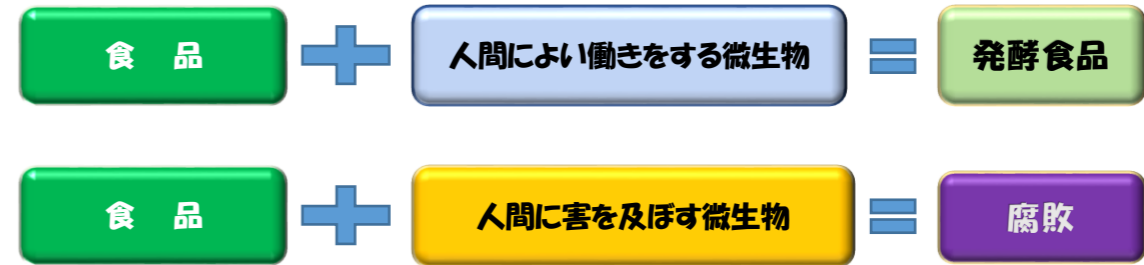 食 品 + 人間によい働きをする微生物 = 発酵食品
食 品 + 人間に害を及ぼす微生物 = 腐敗